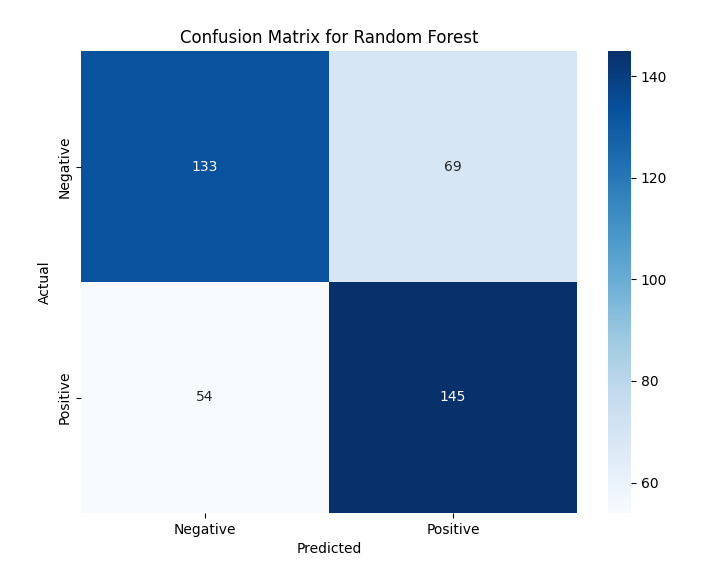 Confusion Matrix for Random Forest
Actual
Negative
133
69
Positive
54
145
Negative
Positive
Predicted
140
120
100
80
60